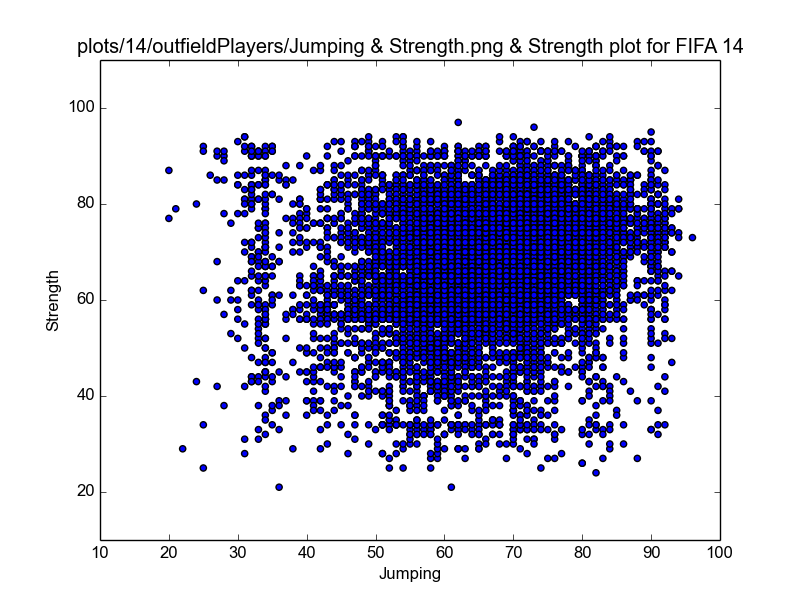 plots/14/outfieldPlayers/Jumping & Strength.png & Strength plot for FIFA 14
100
80
60
40
20
Strength
10 20 30 40 50 60 70 80 90 100
Jumping